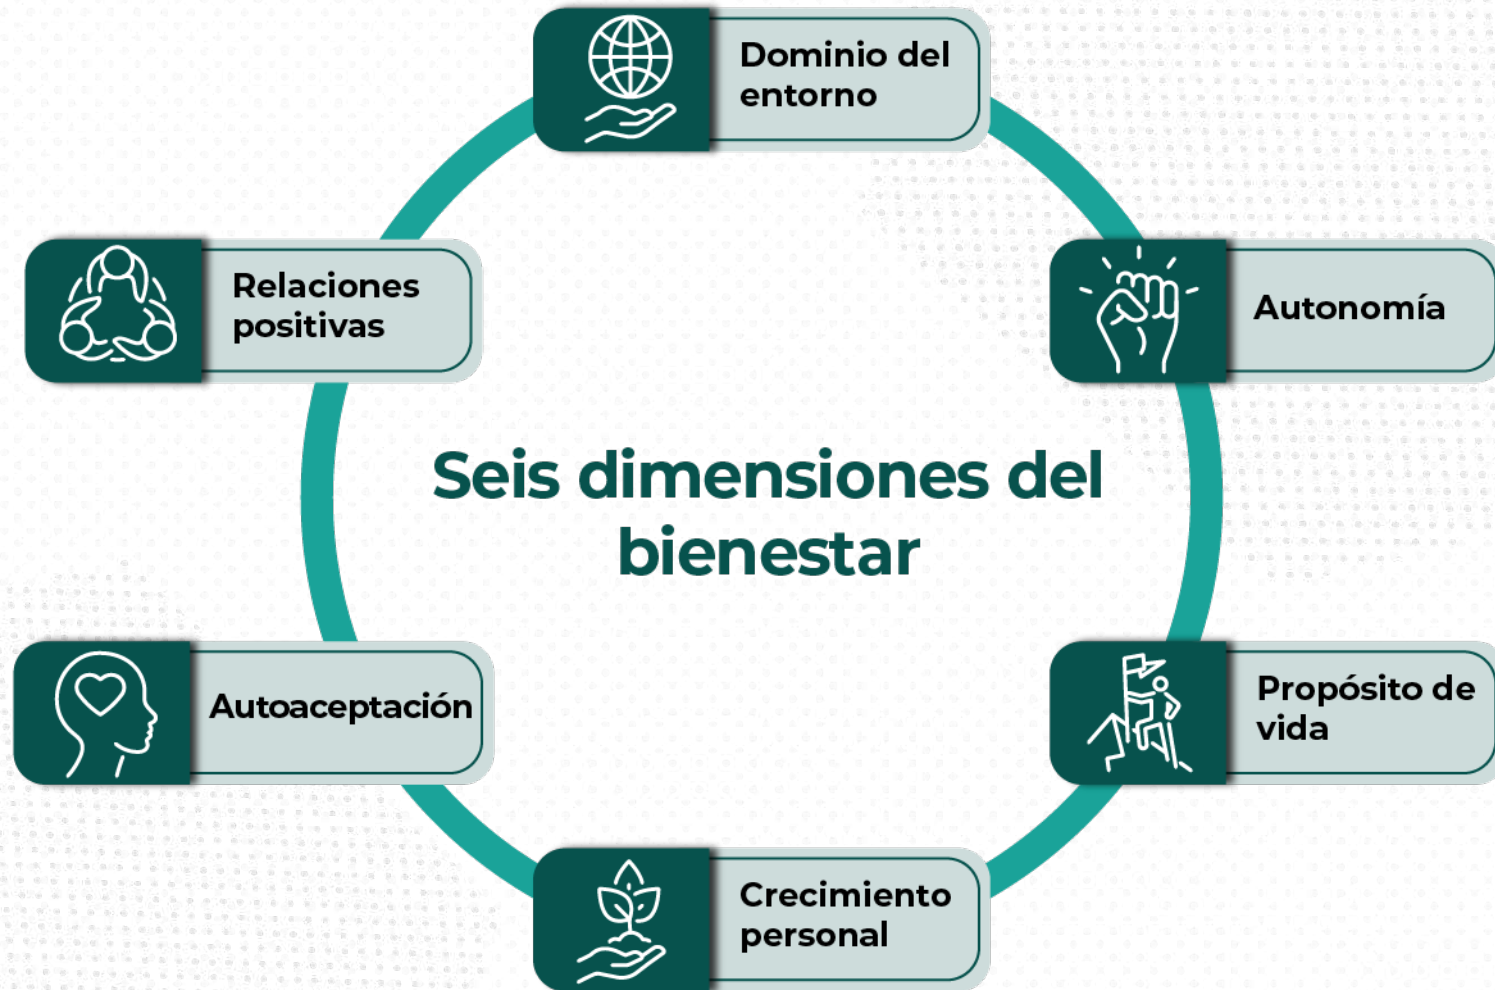 Dominio del
entorno
Relaciones
positivas
Autonomía
Seis dimensiones del
bienestar
Autoaceptación
Propósito de
vida
Crecimiento
personal